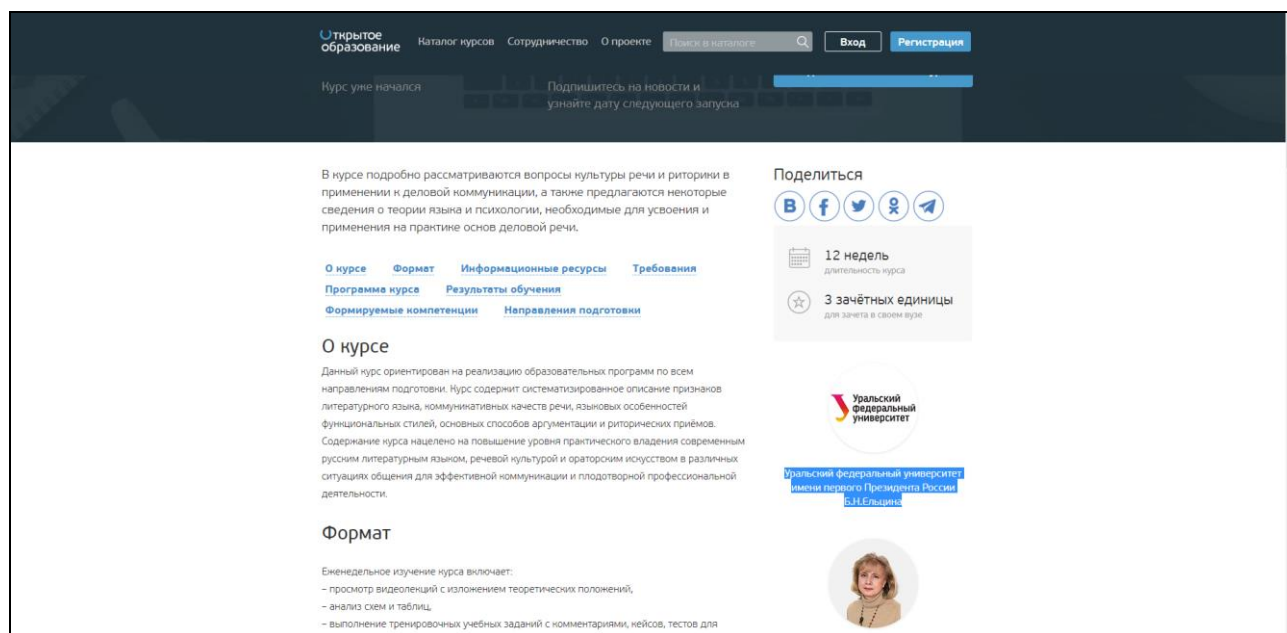 Открытое
образование
Каталог курсов Сотрудничество О проекте Поиск в каталоге Вход Регистрация
Курс уже начался
Подпишитесь на новости и
узнайте дату следующего запуска
В курсе подробно рассматриваются вопросы культуры речи и риторики в
применении к деловой коммуникации, а также предлагаются некоторые
сведения о теории языка и психологии, необходимые для усвоения и
применения на практике основ деловой речи.
О курсе Формат Информационные ресурсы Требования
Программа курса Результаты обучения
Формируемые компетенции Направления подготовки
О курсе
Данный курс ориентирован на реализацию образовательных программ по всем
направлениям подготовки. Курс содержит систематизированное описание признаков
литературного языка, коммуникативных качеств речи, языковых особенностей
функциональных стилей, основных способов аргументации и риторических приёмов.
Содержание курса нацелено на повышение уровня практического владения современным
русским литературным языком, речевой культурой и ораторским искусством в различных
ситуациях общения для эффективной коммуникации и плодотворной профессиональной
деятельности.
Формат
Еженедельное изучение курса включает:
– просмотр видеолекций с изложением теоретических положений,
– анализ схем и таблиц,
– выполнение тренировочных учебных заданий с комментариями, кейсов, тестов для
Поделиться
12 недель
длительность курса
3 зачётных единицы
для зачета в своем вузе
Уральский
федеральный
университет
Уральский федеральный университет
имени первого Президента России
Б.Н.Ельцина